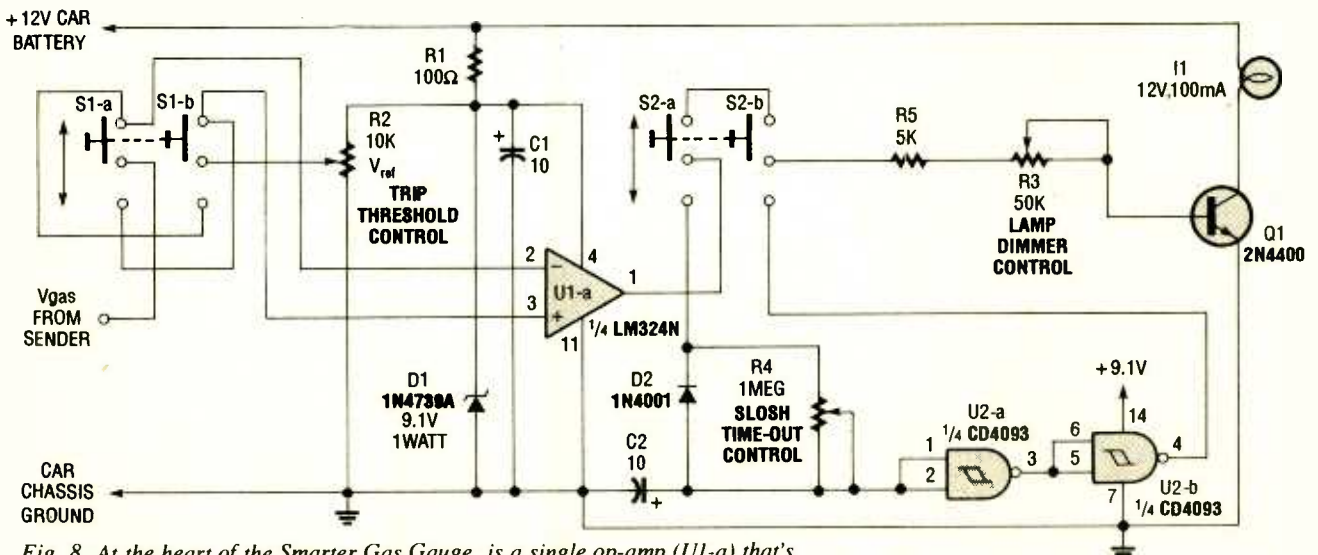 +12V CAR
BATTERY
R1
100Ω
I1
12V,100mA
S1-a
S1-b
R2
10K
Vref
TRIP
THRESHOLD
CONTROL
+
C1
10
S2-a
S2-b
R5
5K
R3
50K
LAMP
DIMMER
CONTROL
Q1
2N4400
Vgas
FROM
SENDER
2
−
4
U1-a
1
3
+
11
1/4 LM324N
D1
1N4739A
9.1V
1WATT
D2
1N4001
R4
1MEG
SLOSH
TIME-OUT
CONTROL
C2
10
+
U2-a
1/4 CD4093
1
2
3
+9.1V
14
6
5
4
7
U2-b
1/4 CD4093
CAR
CHASSIS
GROUND
Fig. 8. At the heart of the Smarter Gas Gauge, is a single op-amp (U1-a) that's